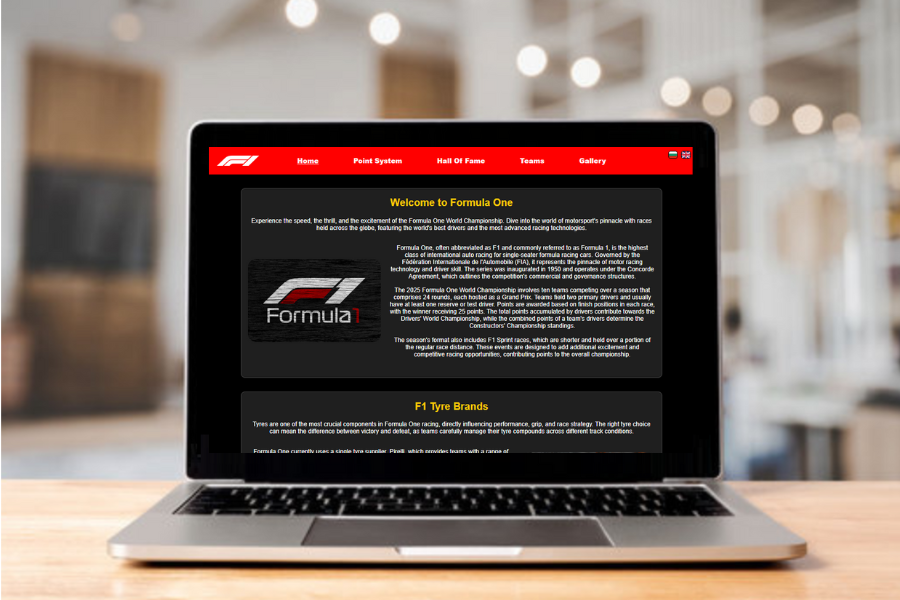 F1
Home Point System Hall Of Fame Teams Gallery
Welcome to Formula One
Experience the speed, the thrill, and the excitement of the Formula One World Championship. Dive into the world of motorsport's pinnacle with races
held across the globe, featuring the world's best drivers and the most advanced racing technologies.
Formula1
Formula One, often abbreviated as F1 and commonly referred to as Formula 1, is the highest
class of international auto racing for single-seater formula racing cars. Governed by the
Fédération Internationale de l'Automobile (FIA), it represents the pinnacle of motor racing
technology and driver skill. The series was inaugurated in 1950 and operates under the Concorde
Agreement, which outlines the competition's commercial and governance structures.
The 2025 Formula One World Championship involves ten teams competing over a season that
comprises 24 rounds, each hosted as a Grand Prix. Teams field two primary drivers and usually
have at least one reserve or test driver. Points are awarded based on finish positions in each race,
with the winner receiving 25 points. The total points accumulated by drivers contribute towards the
Drivers' World Championship, while the combined points of a team's drivers determine the
Constructors' Championship standings.
The season's format also includes F1 Sprint races, which are shorter and held over a portion of
the regular race distance. These events are designed to add additional excitement and
competitive racing opportunities, contributing points to the overall championship.
F1 Tyre Brands
Tyres are one of the most crucial components in Formula One racing, directly influencing performance, grip, and race strategy. The right tyre choice
can mean the difference between victory and defeat, as teams carefully manage their tyre compounds across different track conditions.
Formula One currently uses a single tyre supplier, Pirelli, which provides teams with a range of